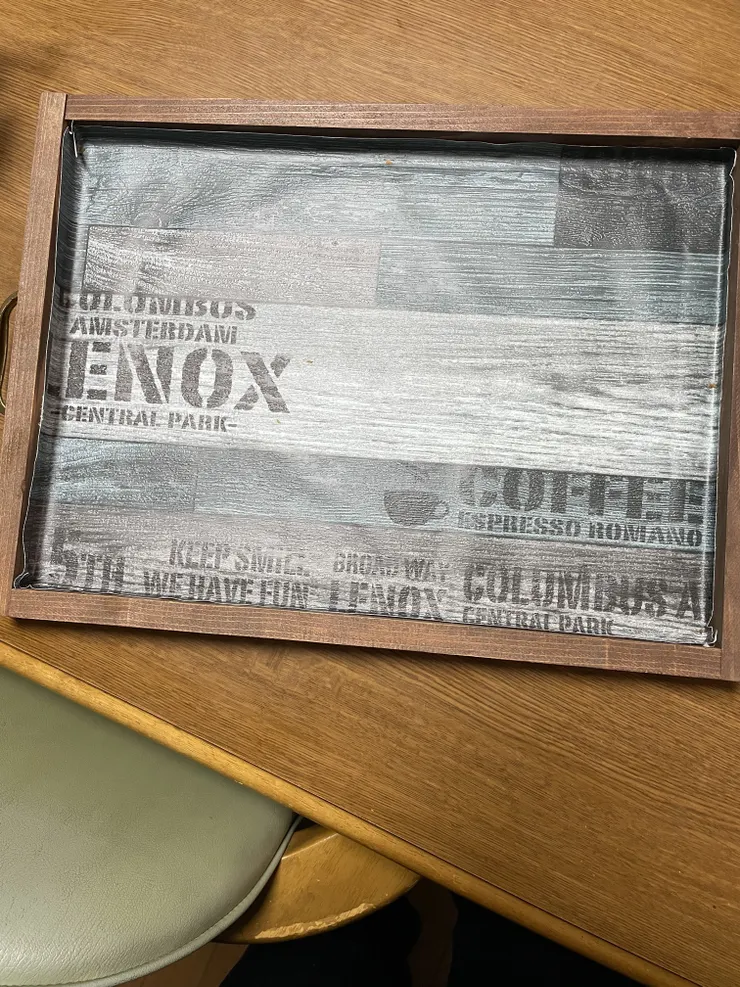 COLOMBUS
AMSTERDAM
LENOX
-CENTRAL PARK-
COFFEE
ESPRESSO ROMANO
5TH
KEEP SMILE
WE HAVE FUN
BROAD WAY
LENOX
COLUMBUS A
CENTRAL PARK